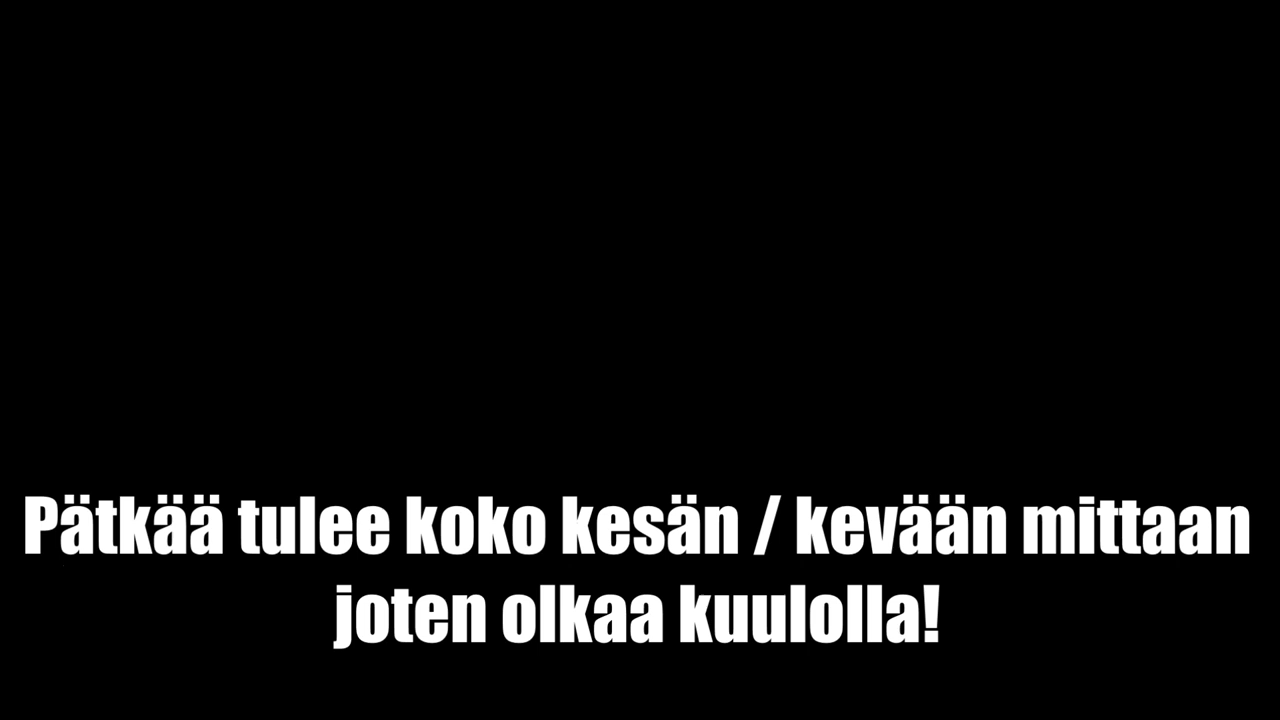 Pätkää tulee koko kesän / kevään mittaan
joten olkaa kuulolla!